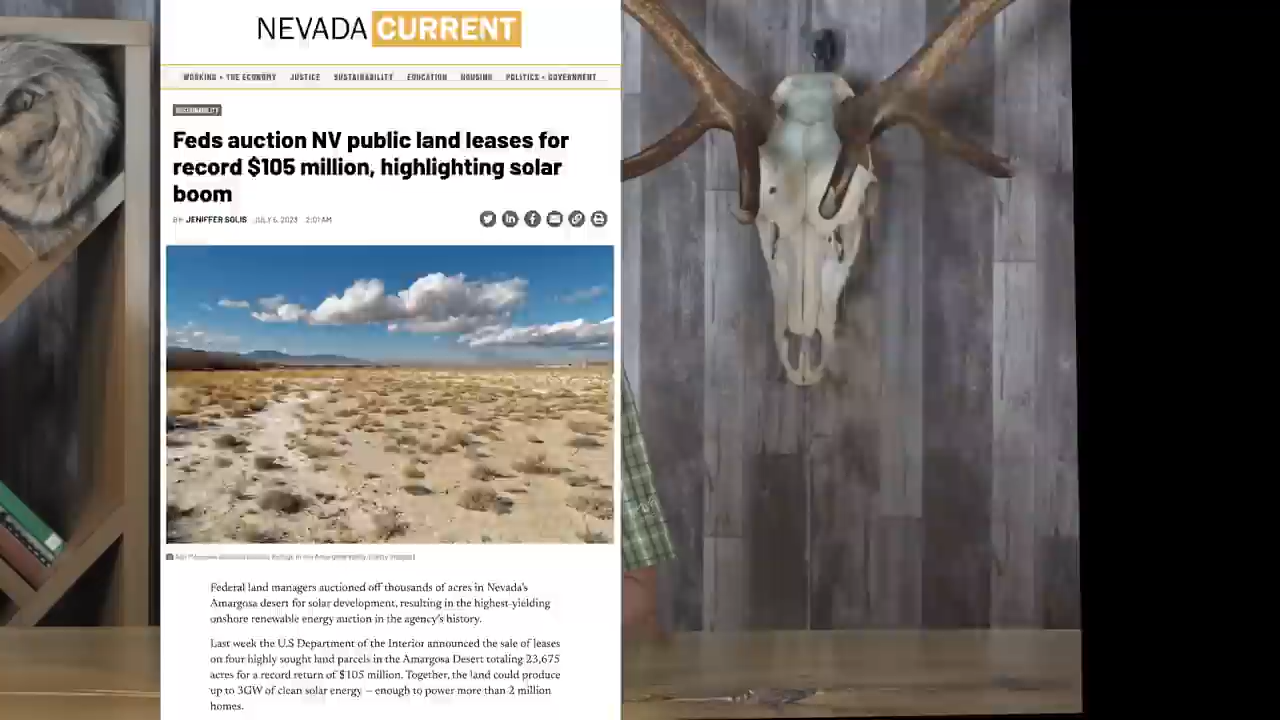 NEVADA CURRENT
WORKING + THE ECONOMY JUSTICE SUSTAINABILITY EDUCATION HOUSING POLITICS + GOVERNMENT
SUSTAINABILITY
Feds auction NV public land leases for
record $105 million, highlighting solar
boom
BY: JENIFFER SOLIS JULY 5, 2023 2:01 AM
Federal land managers auctioned off thousands of acres in Nevada's
Amargosa desert for solar development, resulting in the highest-yielding
onshore renewable energy auction in the agency's history.
Last week the U.S Department of the Interior announced the sale of leases
on four highly sought land parcels in the Amargosa Desert totaling 23,675
acres for a record return of $105 million. Together, the land could produce
up to 3GW of clean solar energy — enough to power more than 2 million
homes.